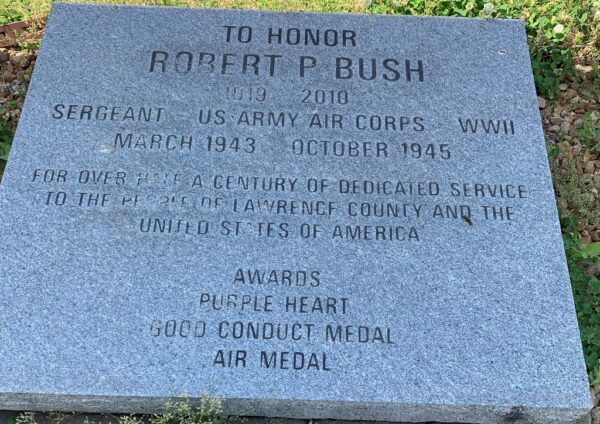 TO HONOR
ROBERT P BUSH
1919 2010
SERGEANT US ARMY AIR CORPS - WWII
MARCH 1943 OCTOBER 1945
FOR OVER HALF A CENTURY OF DEDICATED SERVICE
TO THE PEOPLE OF LAWRENCE COUNTY AND THE
UNITED STATES OF AMERICA
AWARDS
PURPLE HEART
GOOD CONDUCT MEDAL
AIR MEDAL